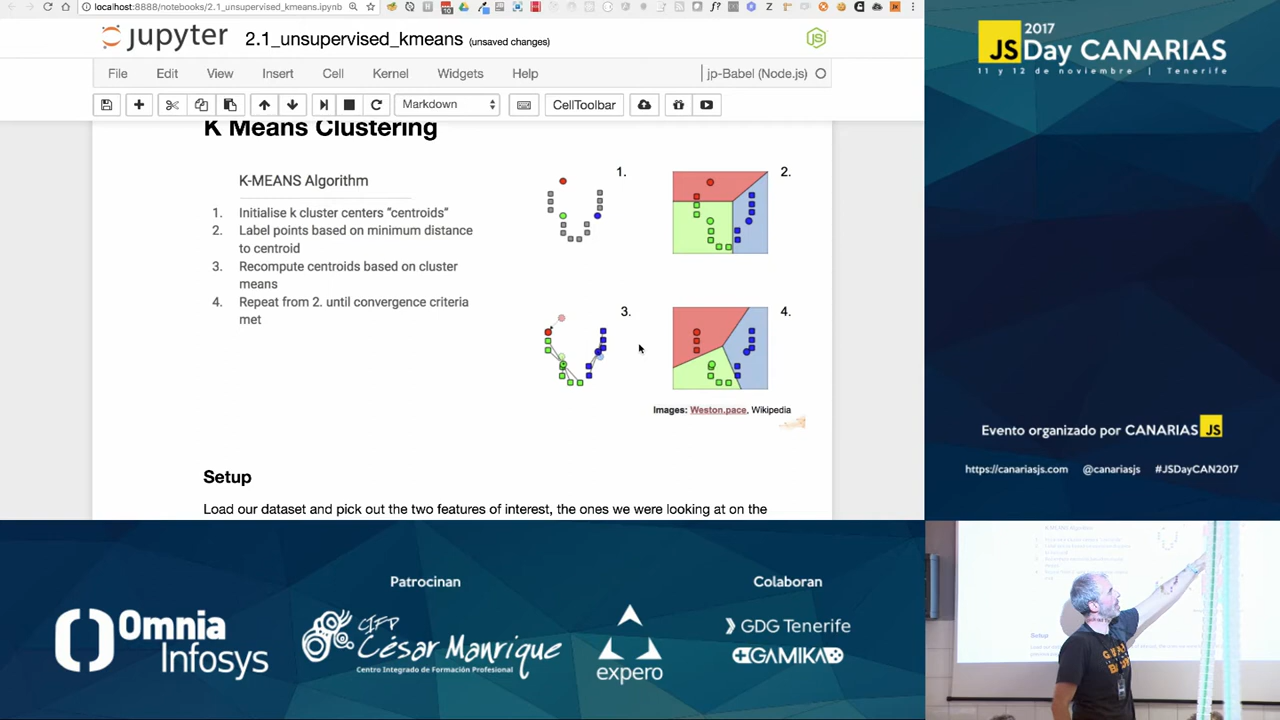 localhost:8888/notebooks/2.1_unsupervised_kmeans.ipynb
jupyter 2.1_unsupervised_kmeans (unsaved changes)
File Edit View Insert Cell Kernel Widgets Help
jp-Babel (Node.js)
Markdown
CellToolbar
K Means Clustering
K-MEANS Algorithm
1. Initialise k cluster centers “centroids”
2. Label points based on minimum distance
to centroid
3. Recompute centroids based on cluster
means
4. Repeat from 2. until convergence criteria
met
1.
2.
3.
4.
Images: Weston.pace, Wikipedia
Setup
Load our dataset and pick out the two features of interest, the ones we were looking at on the
2017
JSDay CANARIAS
11 y 12 de noviembre | Tenerife
Evento organizado por CANARIAS JS
https://canariasjs.com @canariasjs #JSDayCAN2017
Patrocinan
Omnia
Infosys
CIFP
César Manrique
Centro Integrado de Formación Profesional
expero
Colaboran
GDG Tenerife
GAMIKA
K-MEANS Algorithm
Setup